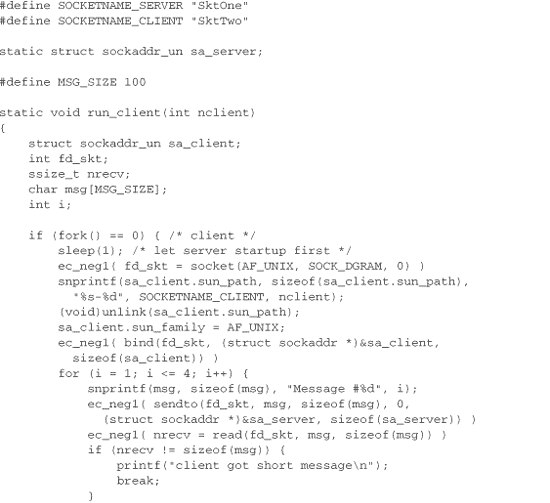 #define SOCKETNAME_SERVER "SktOne"
#define SOCKETNAME_CLIENT "SktTwo"
static struct sockaddr_un sa_server;
#define MSG_SIZE 100
static void run_client(int nclient)
{
    struct sockaddr_un sa_client;
    int fd_skt;
    ssize_t nrecv;
    char msg[MSG_SIZE];
    int i;
    if (fork() == 0) { /* client */
        sleep(1); /* let server startup first */
        ec_neg1( fd_skt = socket(AF_UNIX, SOCK_DGRAM, 0) )
        snprintf(sa_client.sun_path, sizeof(sa_client.sun_path),
          "%s-%d", SOCKETNAME_CLIENT, nclient);
        (void)unlink(sa_client.sun_path);
        sa_client.sun_family = AF_UNIX;
        ec_neg1( bind(fd_skt, (struct sockaddr *)&sa_client,
          sizeof(sa_client)) )
        for (i = 1; i <= 4; i++) {
            snprintf(msg, sizeof(msg), "Message #%d", i);
            ec_neg1( sendto(fd_skt, msg, sizeof(msg), 0,
              (struct sockaddr *)&sa_server, sizeof(sa_server)) )
            ec_neg1( nrecv = read(fd_skt, msg, sizeof(msg)) )
            if (nrecv != sizeof(msg)) {
                printf("client got short message\n");
                break;
            }